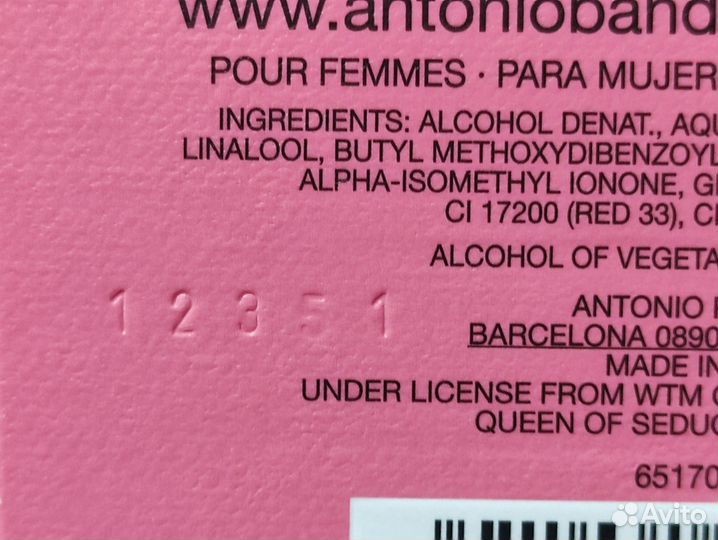 www.antonioband
POUR FEMMES · PARA MUJER
INGREDIENTS: ALCOHOL DENAT., AQU
LINALOOL, BUTYL METHOXYDIBENZOYL
ALPHA-ISOMETHYL IONONE, GE
CI 17200 (RED 33), CI
ALCOHOL OF VEGETA
12351
ANTONIO
BARCELONA 0890
MADE IN
UNDER LICENSE FROM WTM
QUEEN OF SEDUC
65170
Avito